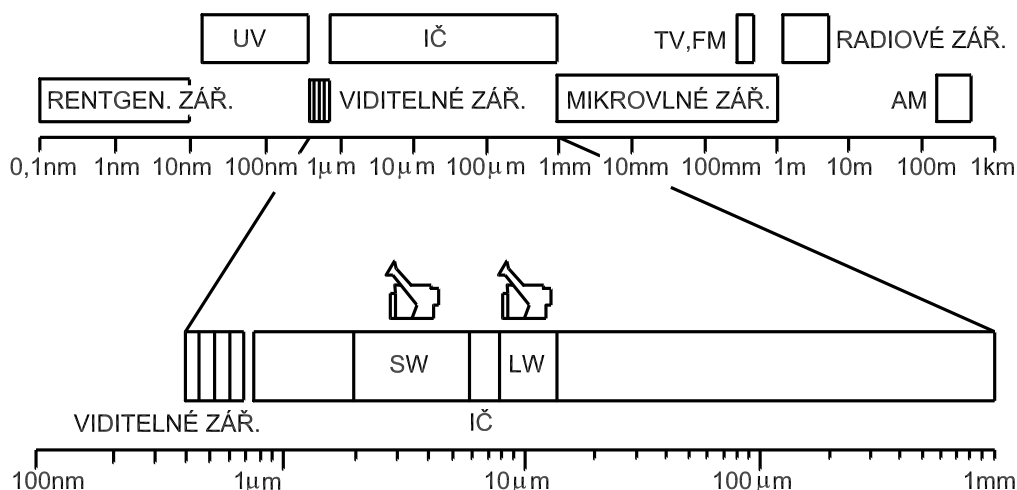 UV IČ TV,FM RADIOVÉ ZÁŘ.
RENTGEN. ZÁŘ. VIDITELNÉ ZÁŘ. MIKROVLNÉ ZÁŘ. AM
0,1nm 1nm 10nm 100nm 1μm 10μm 100μm 1mm 10mm 100mm 1m 10m 100m 1km
SW LW
VIDITELNÉ ZÁŘ. IČ
100nm 1μm 10μm 100μm 1mm